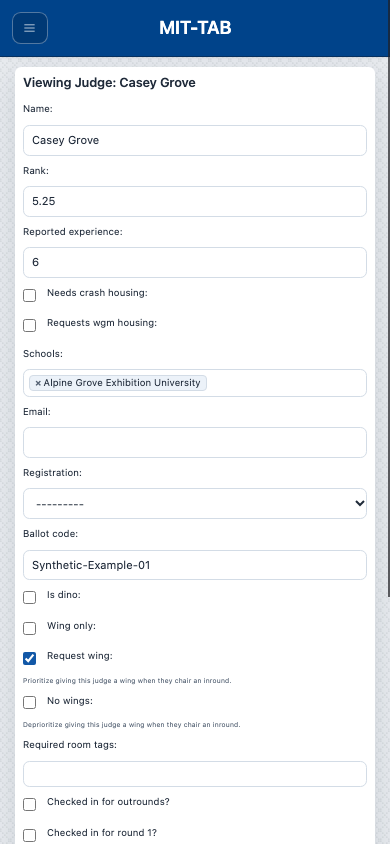 MIT-TAB
Viewing Judge: Casey Grove
Name:
Casey Grove
Rank:
5.25
Reported experience:
6
Needs crash housing:
Requests wgm housing:
Schools:
× Alpine Grove Exhibition University
Email:
Registration:
---------
Ballot code:
Synthetic-Example-01
Is dino:
Wing only:
Request wing:
Prioritize giving this judge a wing when they chair an inround.
No wings:
Deprioritize giving this judge a wing when they chair an inround.
Required room tags:
Checked in for outrounds?
Checked in for round 1?